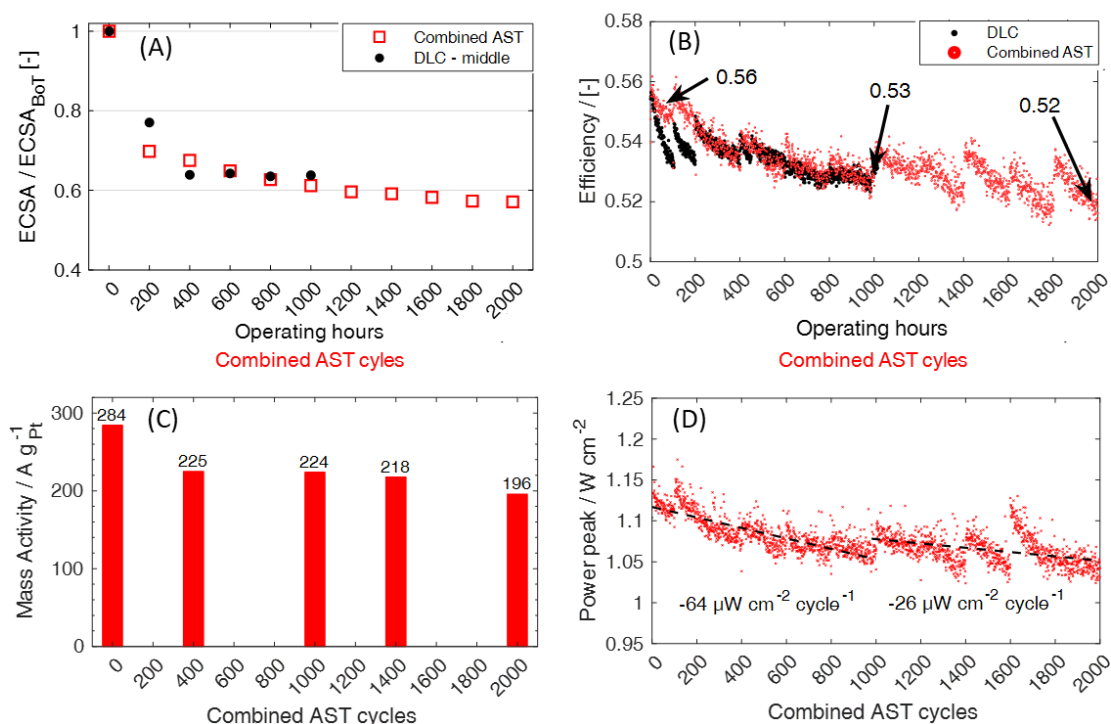 (A)
Combined AST
DLC - middle
ECSA / ECSA_BoT [-]
1
0.8
0.6
0.4
0 200 400 600 800 1000 1200 1400 1600 1800 2000
Operating hours
Combined AST cyles
(B)
DLC
Combined AST
Efficiency / [-]
0.56
0.53
0.52
0.58
0.56
0.54
0.52
0.5
0 200 400 600 800 1000 1200 1400 1600 1800 2000
Operating hours
Combined AST cyles
(C)
Mass Activity / A g⁻¹_Pt
300
200
100
0
284
225
224
218
196
0 200 400 600 800 1000 1200 1400 1600 1800 2000
Combined AST cycles
(D)
Power peak / W cm⁻²
1.25
1.2
1.15
1.1
1.05
1
0.95
-64 µW cm⁻² cycle⁻¹
-26 µW cm⁻² cycle⁻¹
0 200 400 600 800 1000 1200 1400 1600 1800 2000
Combined AST cycles